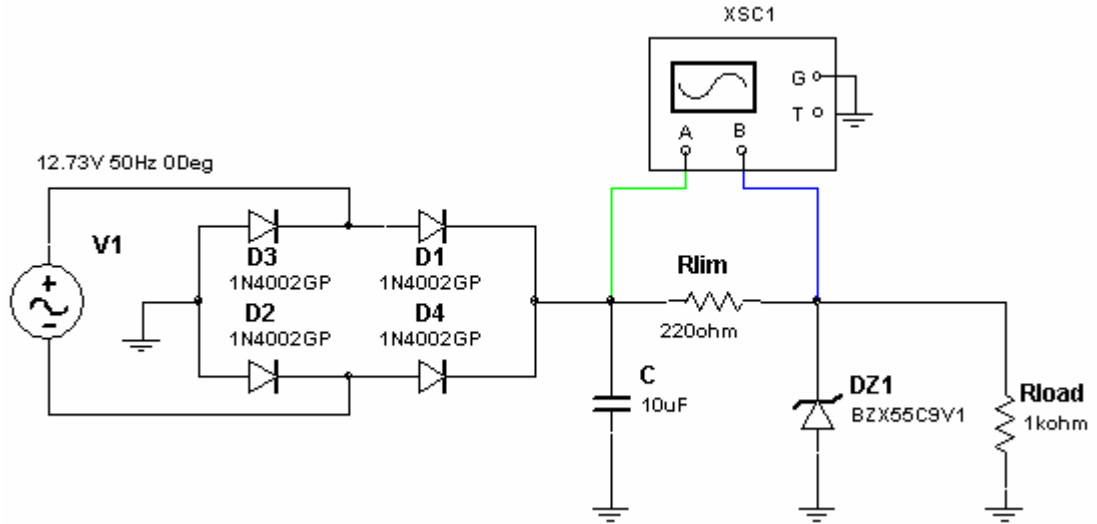 XSC1
G
T
A B
12.73V 50Hz 0Deg
V1
D3
1N4002GP
D1
1N4002GP
D2
1N4002GP
D4
1N4002GP
Rlim
220ohm
C
10uF
DZ1
BZX55C9V1
Rload
1kohm